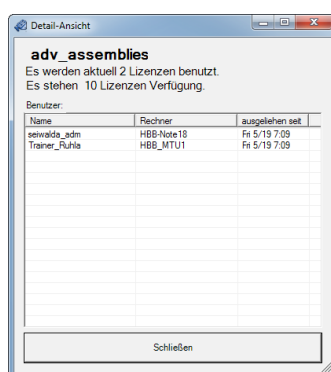 Detail-Ansicht
adv_assemblies
Es werden aktuell 2 Lizenzen benutzt.
Es stehen 10 Lizenzen Verfügung.
Benutzer:
Name Rechner ausgeliehen seit
seiwalda_adm HBB-Note18 Fri 5/19 7:09
Trainer_Ruhla HBB_MTU1 Fri 5/19 7:09
Schließen